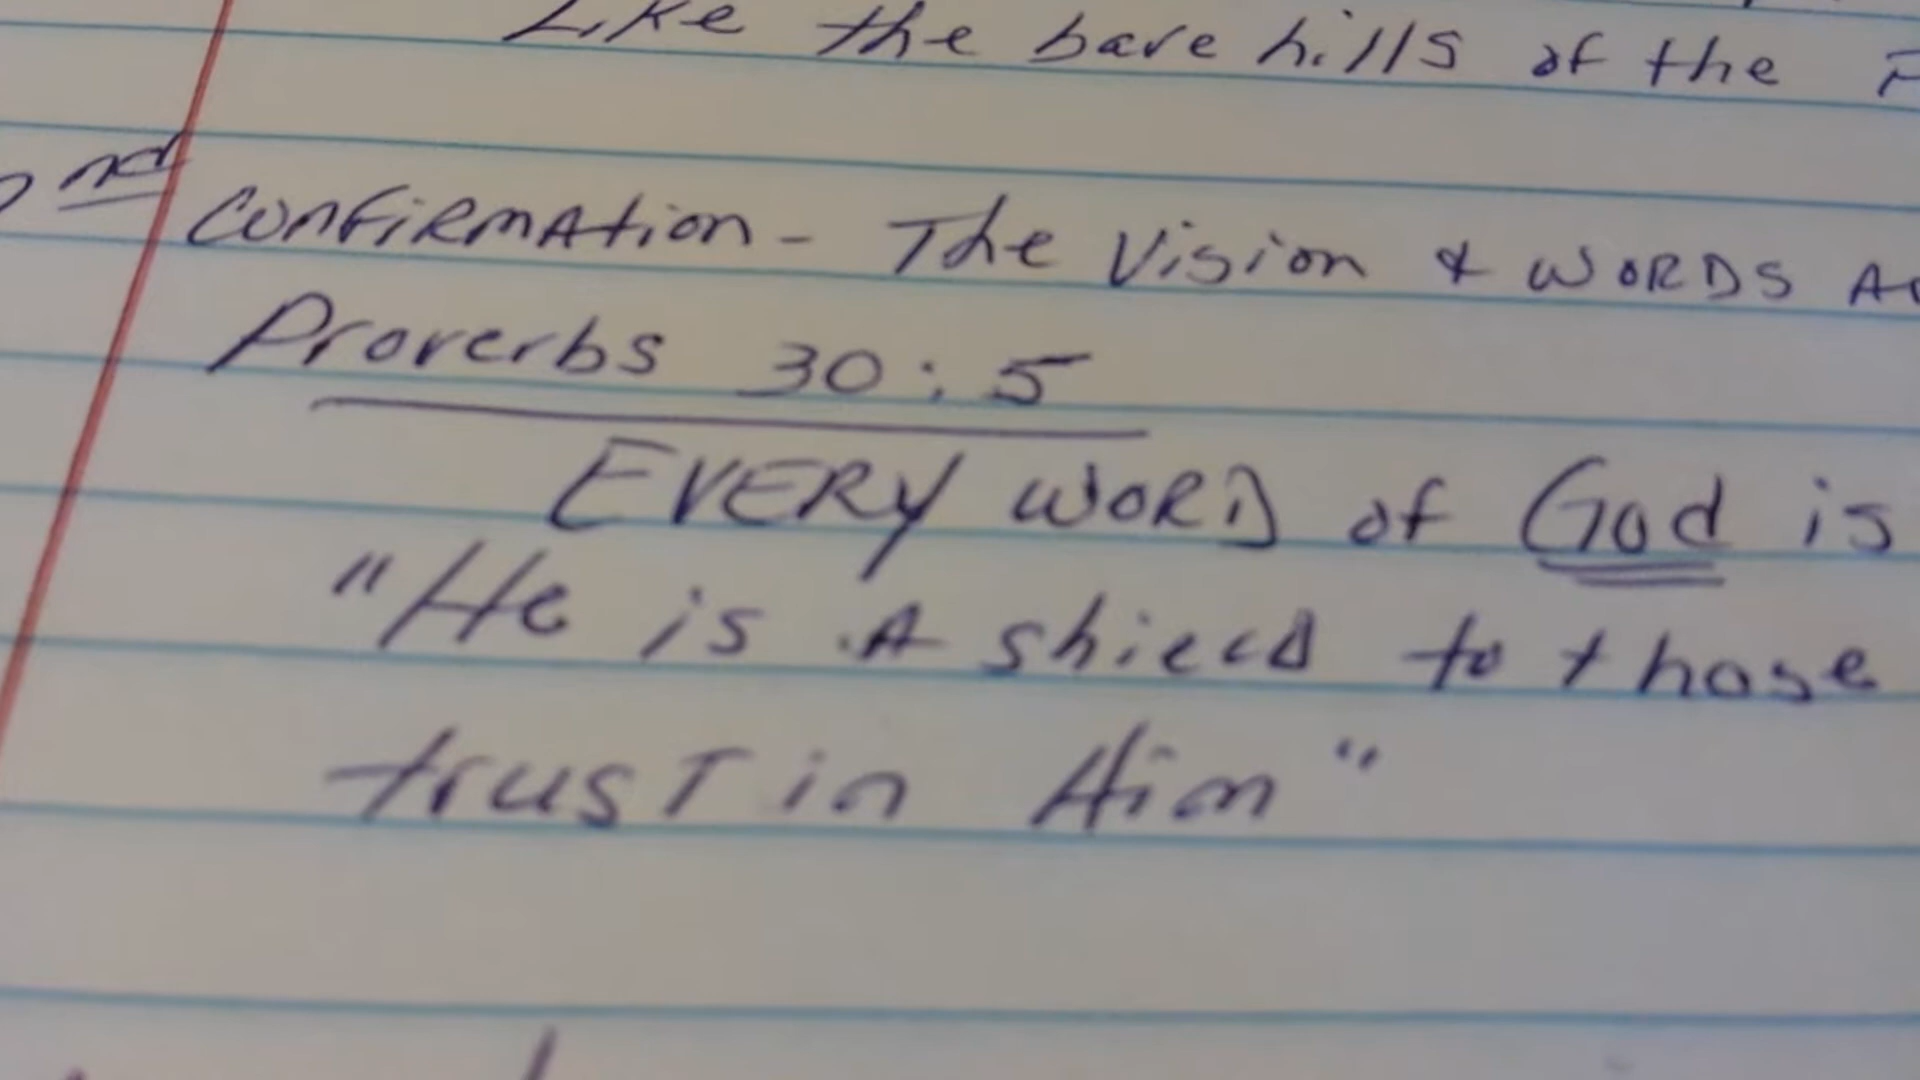 Like the bare hills of the
2nd Confirmation - The Vision & WORDS
Proverbs 30:5
EVERY WORD of God is
"He is A shield to those
trust in Him"